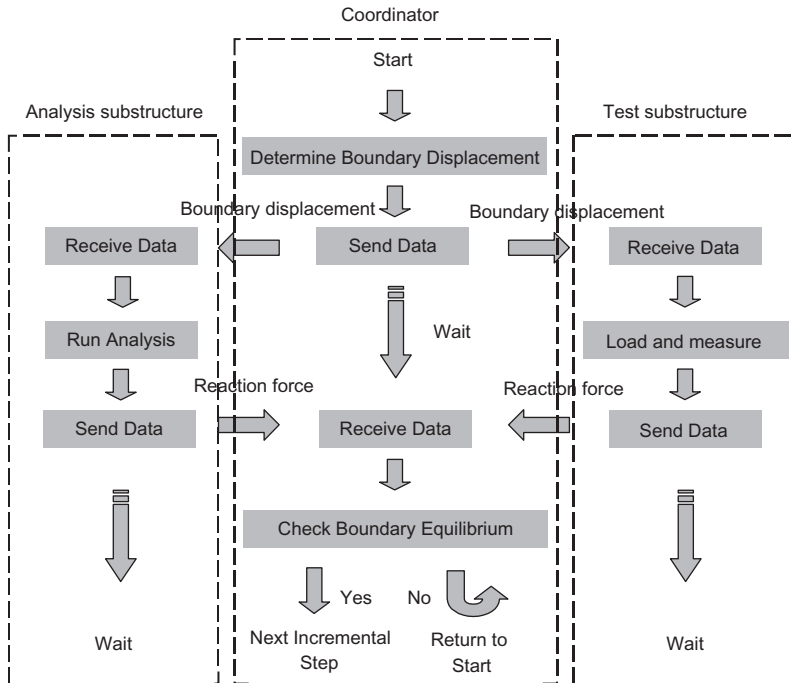 Coordinator
Start
Analysis substructure
Test substructure
Determine Boundary Displacement
Boundary displacement
Boundary displacement
Receive Data
Send Data
Receive Data
Wait
Run Analysis
Load and measure
Reaction force
Reaction force
Send Data
Receive Data
Send Data
Check Boundary Equilibrium
Yes
No
Next Incremental
Step
Return to
Start
Wait
Wait